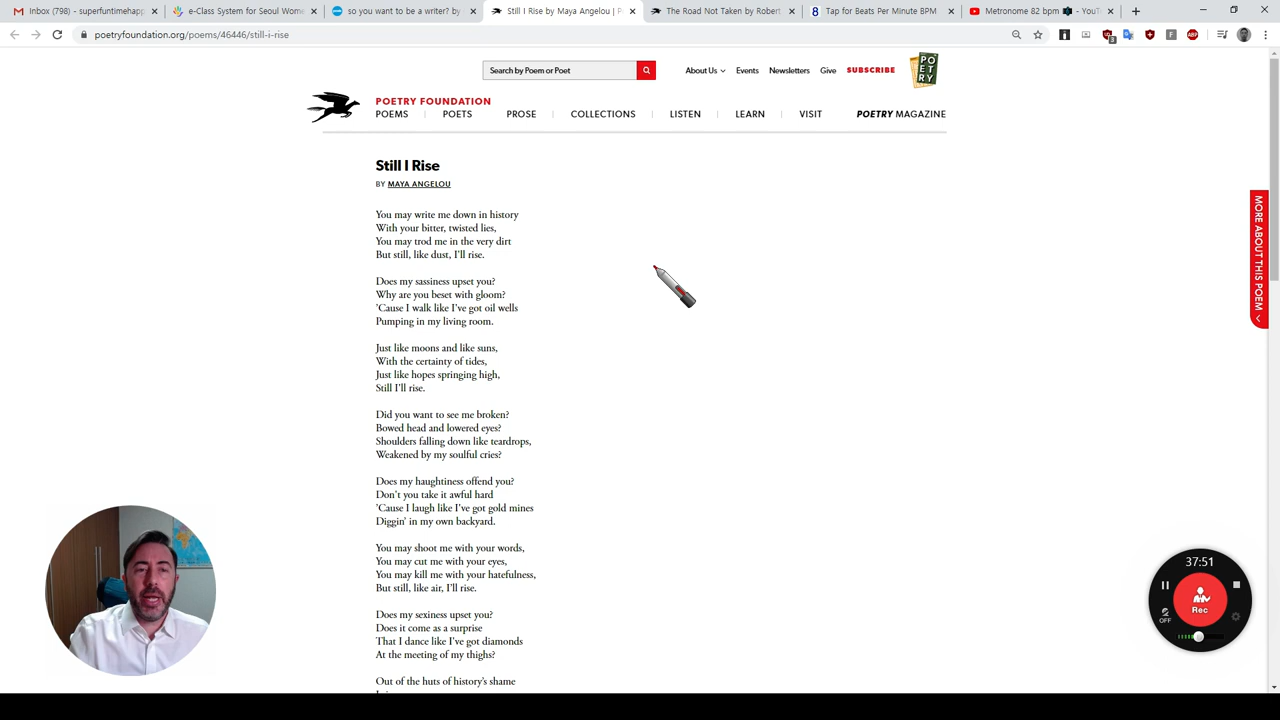 Inbox (798) - superfuntimehapp
e-Class System for Seoul Wome
so you want to be a writer? by
Still I Rise by Maya Angelou | P
The Road Not Taken by Robert
Tap for Beats Per Minute BPM
Metronome 82 bpm - YouT
poetryfoundation.org/poems/46446/still-i-rise
3
F
ABP
Search by Poem or Poet
About Us
Events
Newsletters
Give
SUBSCRIBE
POETRY
POETRY FOUNDATION
POEMS
POETS
PROSE
COLLECTIONS
LISTEN
LEARN
VISIT
POETRY MAGAZINE
Still I Rise
BY MAYA ANGELOU
You may write me down in history
With your bitter, twisted lies,
You may trod me in the very dirt
But still, like dust, I'll rise.
Does my sassiness upset you?
Why are you beset with gloom?
’Cause I walk like I've got oil wells
Pumping in my living room.
Just like moons and like suns,
With the certainty of tides,
Just like hopes springing high,
Still I'll rise.
Did you want to see me broken?
Bowed head and lowered eyes?
Shoulders falling down like teardrops,
Weakened by my soulful cries?
Does my haughtiness offend you?
Don't you take it awful hard
’Cause I laugh like I've got gold mines
Diggin’ in my own backyard.
You may shoot me with your words,
You may cut me with your eyes,
You may kill me with your hatefulness,
But still, like air, I'll rise.
Does my sexiness upset you?
Does it come as a surprise
That I dance like I've got diamonds
At the meeting of my thighs?
Out of the huts of history's shame
MORE ABOUT THIS POEM
37:51
Rec
OFF